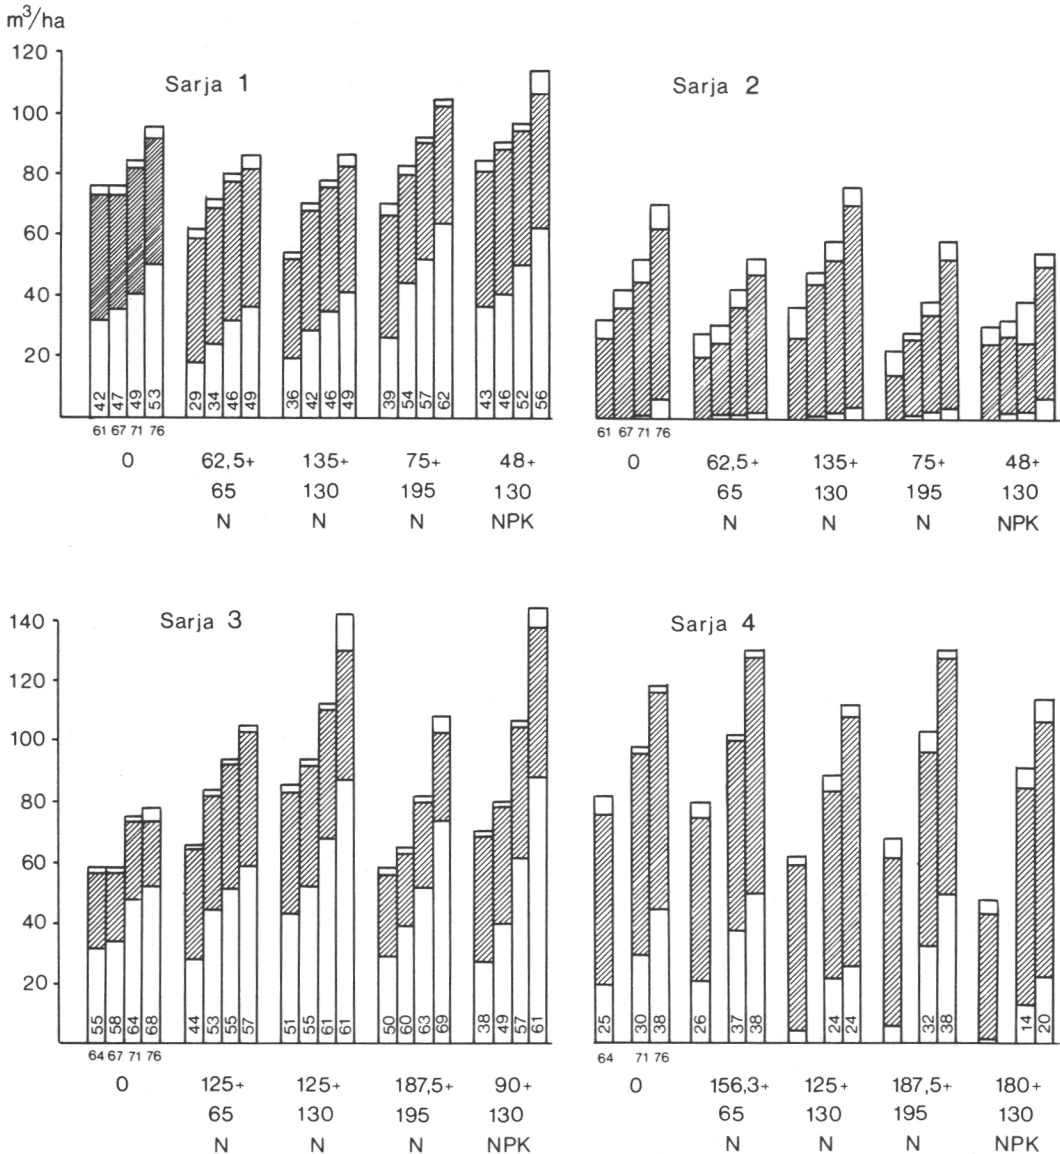 m³/ha
120
100
80
60
40
20
Sarja 1
42 47 49 53
29 34 46 49
36 42 46 49
39 54 57 62
43 46 52 56
61 67 71 76
0 62,5+ 135+ 75+ 48+
65 130 195 130
N N N NPK
Sarja 2
61 67 71 76
0 62,5+ 135+ 75+ 48+
65 130 195 130
N N N NPK
140
120
100
80
60
40
20
Sarja 3
55 58 64 68
44 53 55 57
51 55 61 61
50 60 63 69
38 49 57 61
64 67 71 76
0 125+ 125+ 187,5+ 90+
65 130 195 130
N N N NPK
Sarja 4
25 30 38
26 37 38
24 24
32 38
14 20
64 71 76
0 156,3+ 125+ 187,5+ 180+
65 130 195 130
N N N NPK